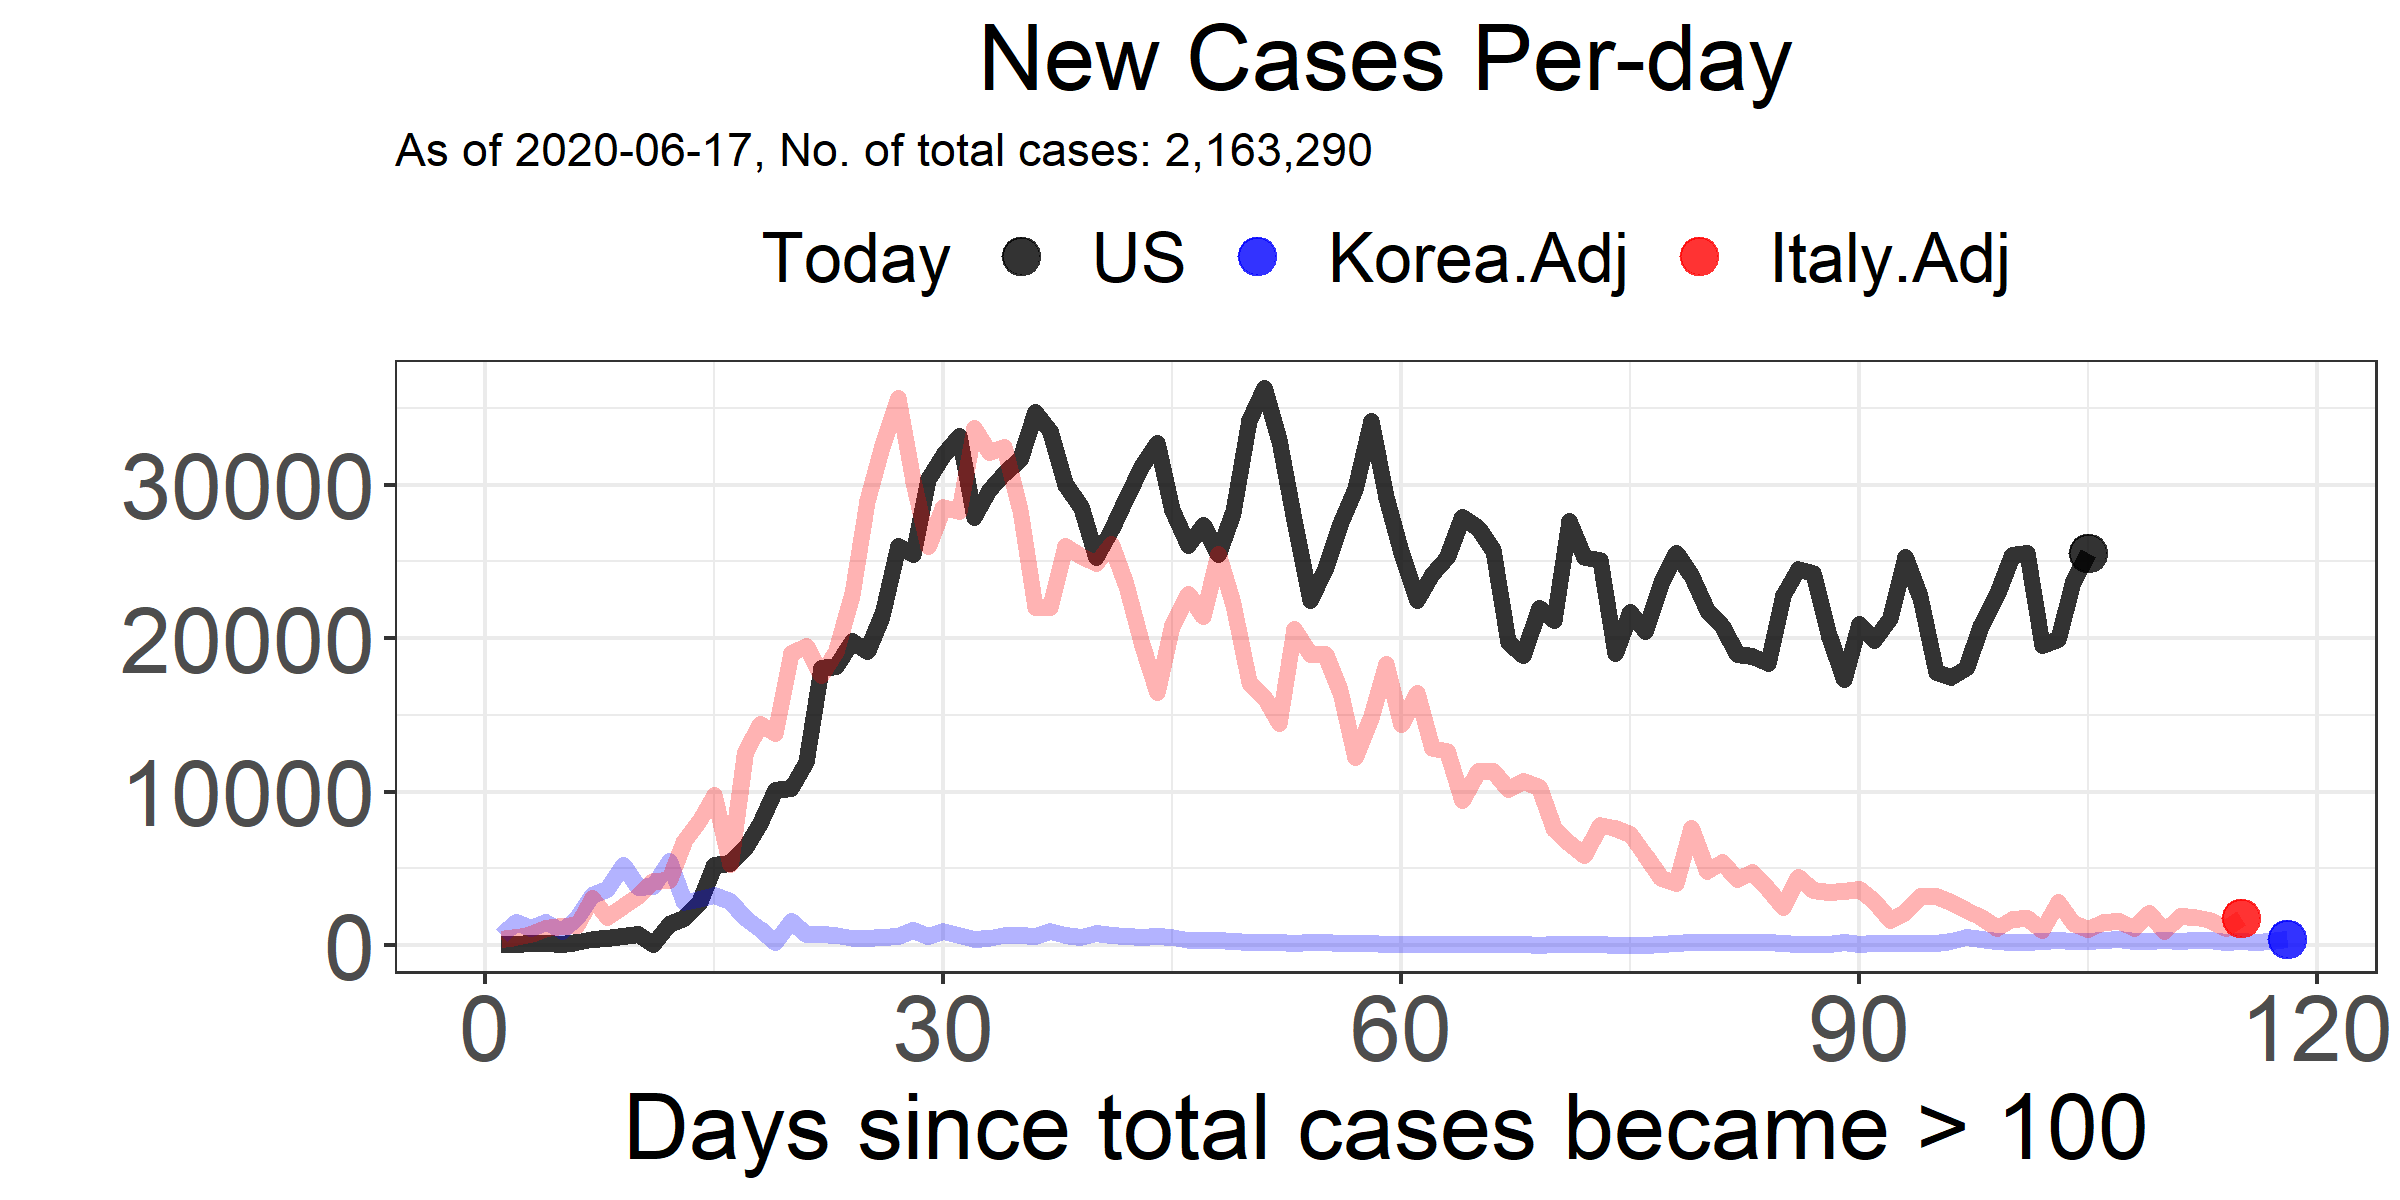 New Cases Per-day
As of 2020-06-17, No. of total cases: 2,163,290
Today US Korea.Adj Italy.Adj
30000
20000
10000
0
0 30 60 90 120
Days since total cases became > 100